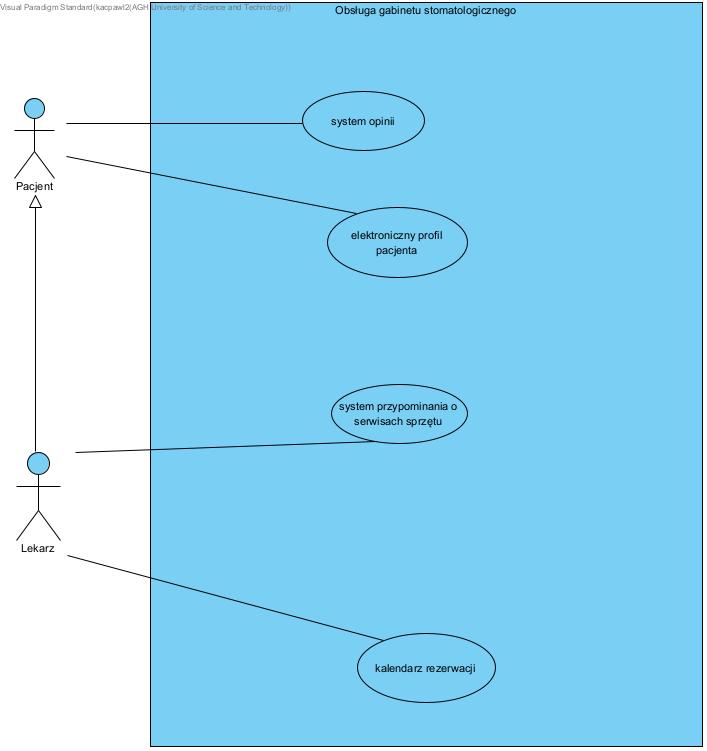 Visual Paradigm Standard(kacpawl2(AGH University of Science and Technology))
Obsługa gabinetu stomatologicznego
system opinii
Pacjent
elektroniczny profil
pacjenta
system przypominania o
serwisach sprzętu
Lekarz
kalendarz rezerwacji